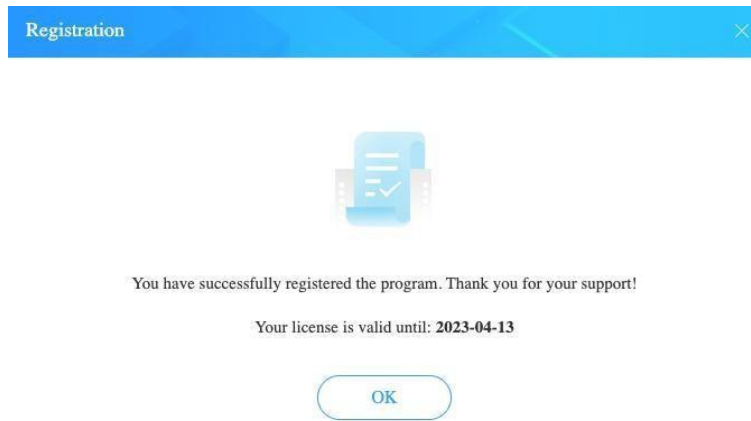 Registration
You have successfully registered the program. Thank you for your support!
Your license is valid until: 2023-04-13
OK